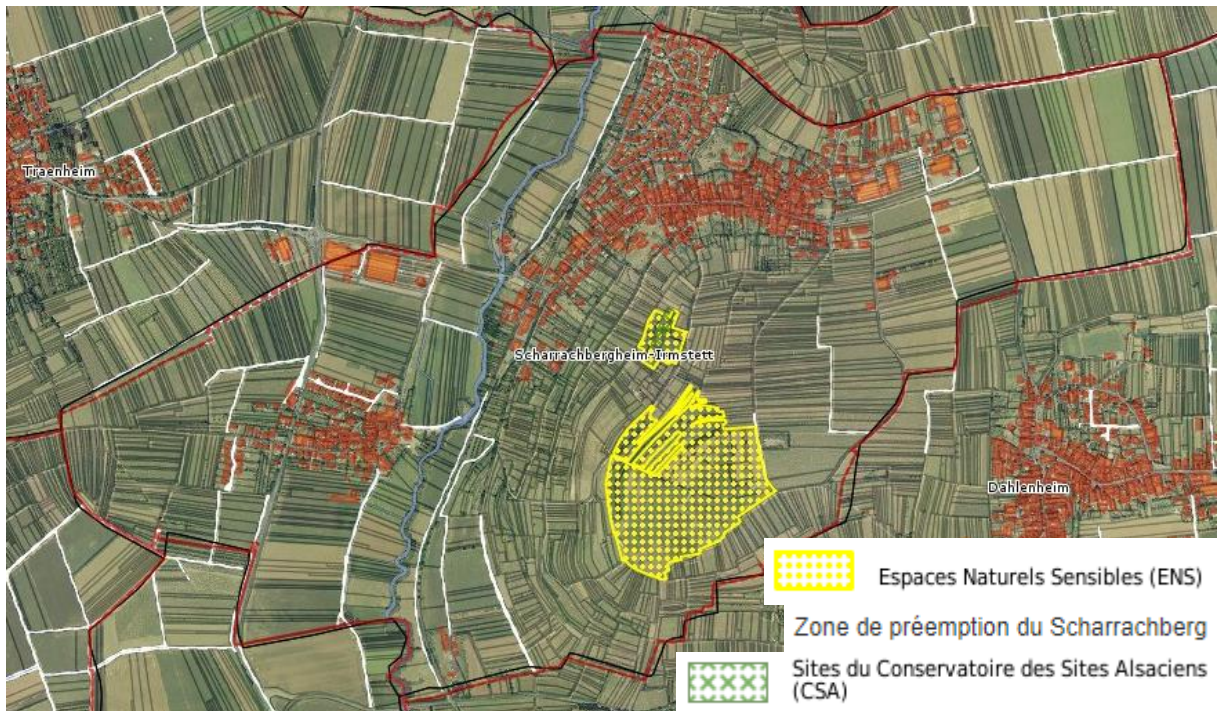 Traenheim
Scharrachbergheim-Irmstett
Dahlenheim
Espaces Naturels Sensibles (ENS)
Zone de préemption du Scharrachberg
Sites du Conservatoire des Sites Alsaciens
(CSA)